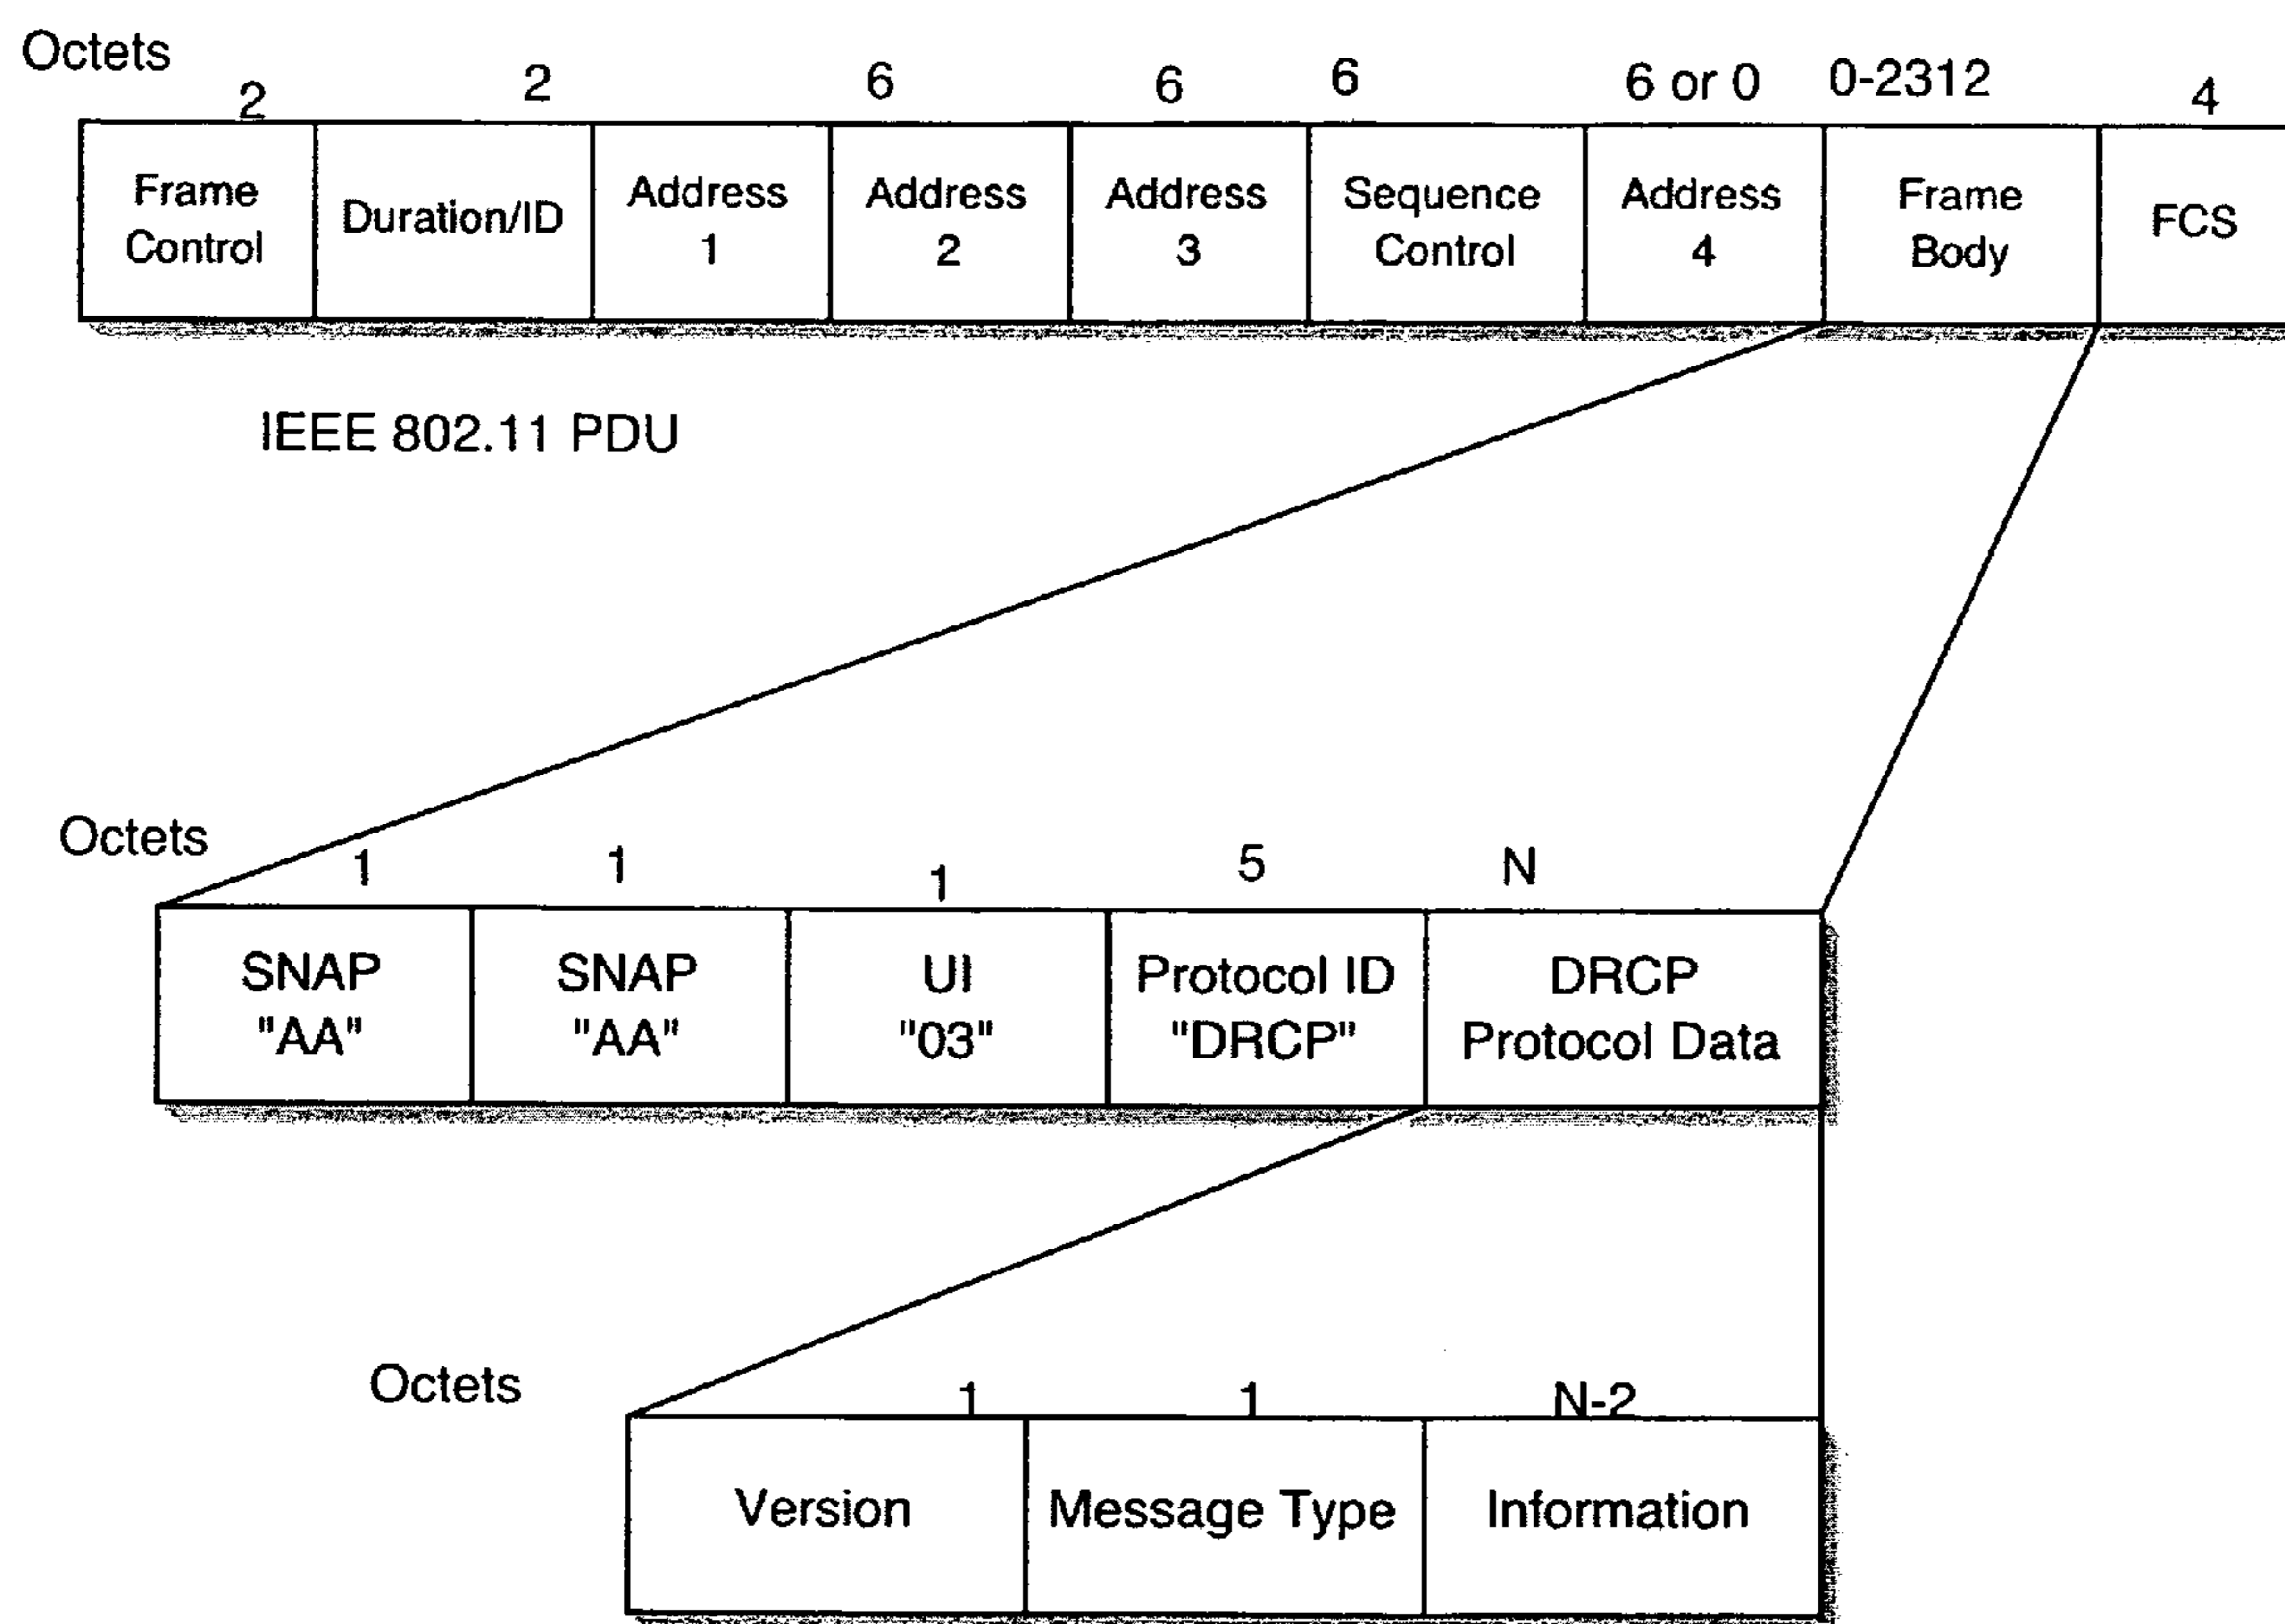 Octets
2 2 6 6 6 6 or 0 0-2312 4
Frame Control
Duration/ID
Address 1
Address 2
Address 3
Sequence Control
Address 4
Frame Body
FCS
IEEE 802.11 PDU
Octets
1 1 1 5 N
SNAP "AA"
SNAP "AA"
UI "03"
Protocol ID "DRCP"
DRCP Protocol Data
Octets
1 1 N-2
Version
Message Type
Information